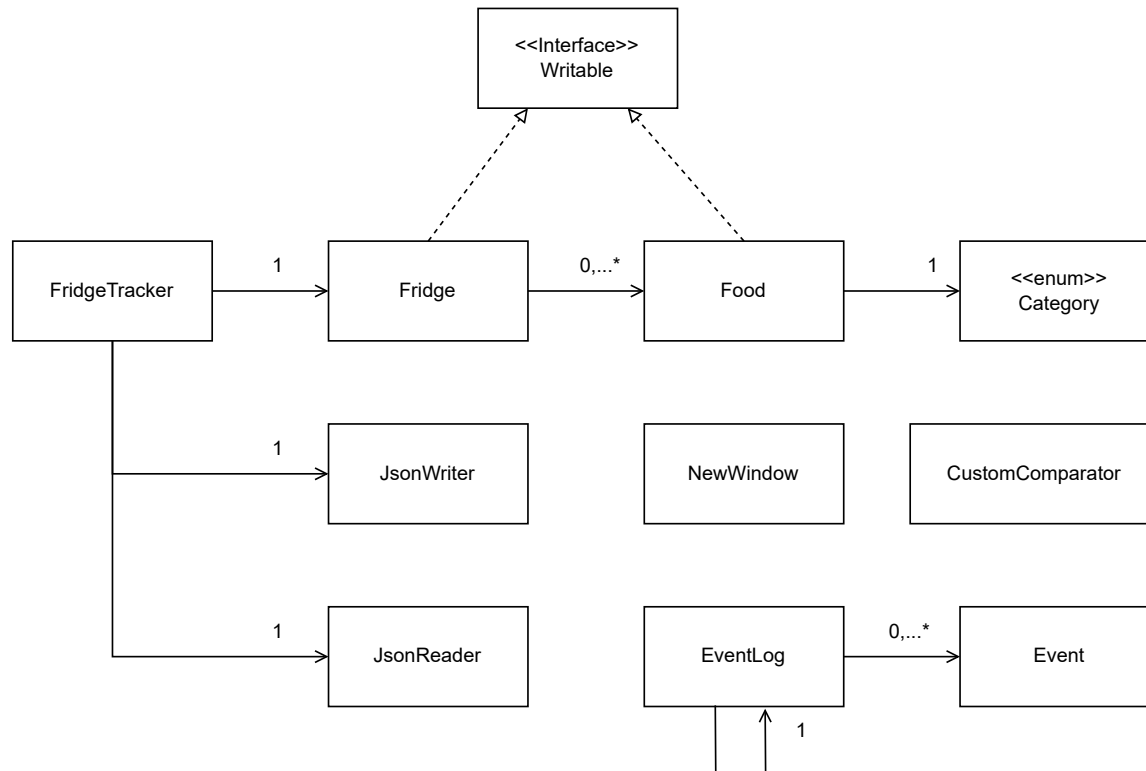 <<Interface>>
Writable
FridgeTracker
1
Fridge
0,...*
Food
1
<<enum>>
Category
1
JsonWriter
NewWindow
CustomComparator
1
JsonReader
EventLog
0,...*
Event
1